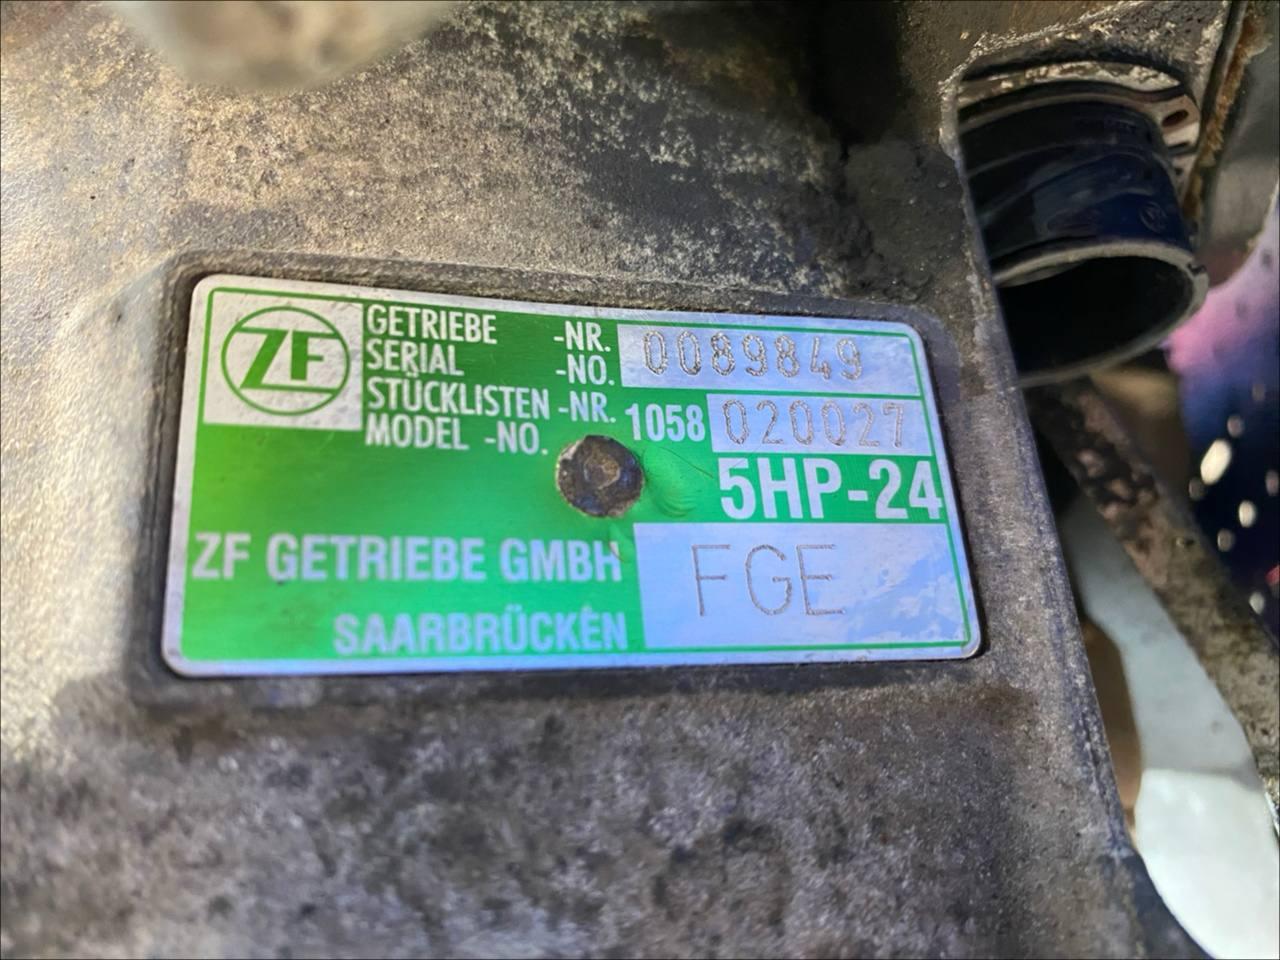 ZF
GETRIEBE -NR. 0089849
SERIAL -NO.
STÜCKLISTEN -NR. 1058 020027
MODEL -NO.
5HP-24
ZF GETRIEBE GMBH FGE
SAARBRÜCKEN